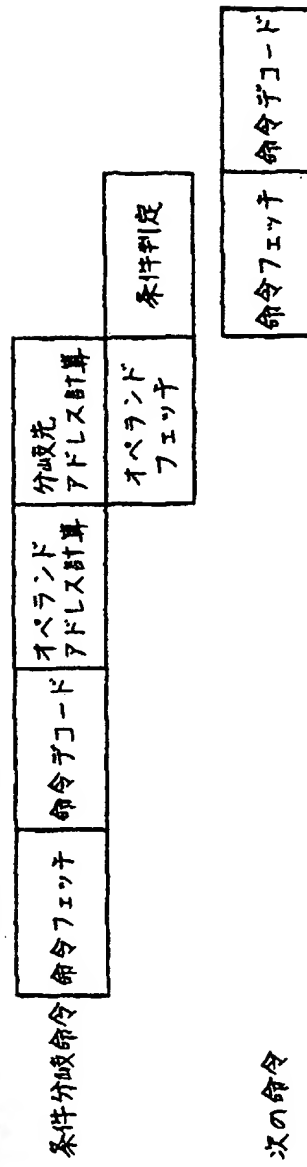 条件分岐命令
命令フェッチ
命令デコード
オペランド
アドレス計算
分岐先
アドレス計算
オペランド
フェッチ
条件判定
次の命令
命令フェッチ
命令デコード